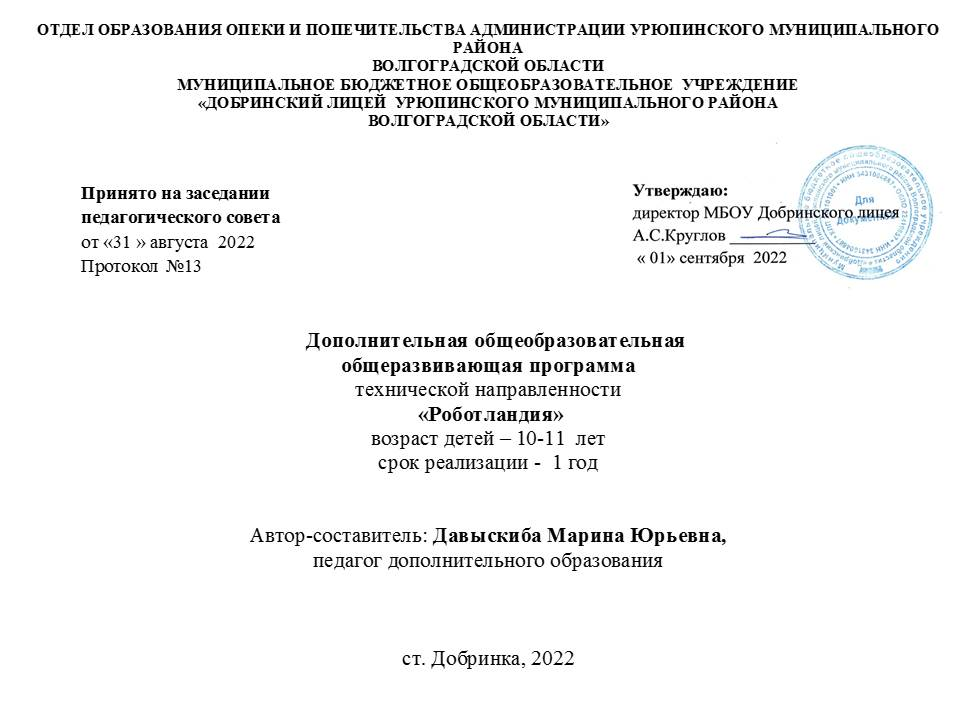 ОТДЕЛ ОБРАЗОВАНИЯ ОПЕКИ И ПОПЕЧИТЕЛЬСТВА АДМИНИСТРАЦИИ УРЮПИНСКОГО МУНИЦИПАЛЬНОГО
РАЙОНА
ВОЛГОГРАДСКОЙ ОБЛАСТИ
МУНИЦИПАЛЬНОЕ БЮДЖЕТНОЕ ОБЩЕОБРАЗОВАТЕЛЬНОЕ УЧРЕЖДЕНИЕ
«ДОБРИНСКИЙ ЛИЦЕЙ УРЮПИНСКОГО МУНИЦИПАЛЬНОГО РАЙОНА
ВОЛГОГРАДСКОЙ ОБЛАСТИ»
Принято на заседании
педагогического совета
от «31 » августа 2022
Протокол №13
Утверждаю:
директор МБОУ Добринского лицея
А.С.Круглов
« 01» сентября 2022
Для
документов
Дополнительная общеобразовательная
общеразвивающая программа
технической направленности
«Роботландия»
возраст детей – 10-11 лет
срок реализации - 1 год
Автор-составитель: Давыскиба Марина Юрьевна,
педагог дополнительного образования
ст. Добринка, 2022